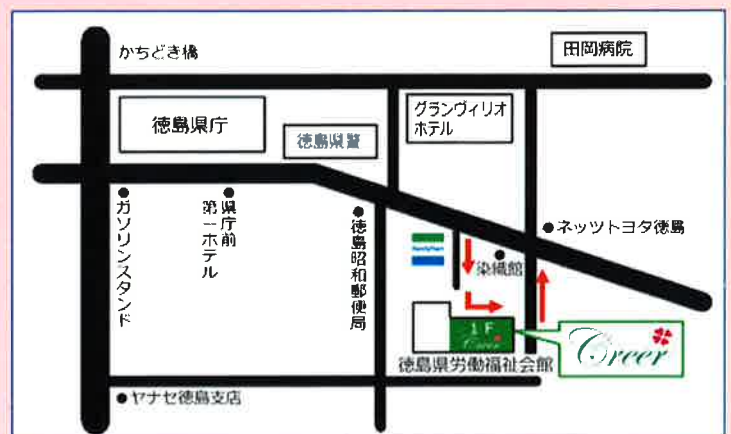 かちどき橋
田岡病院
徳島県庁
徳島県警
グランヴィリオ
ホテル
●ガソリンスタンド
●県庁前
第一ホテル
●徳島昭和郵便局
●ネッツトヨタ徳島
FamilyMart
染織館
1F
Creer
Creer
徳島県労働福祉会館
●ヤナセ徳島支店